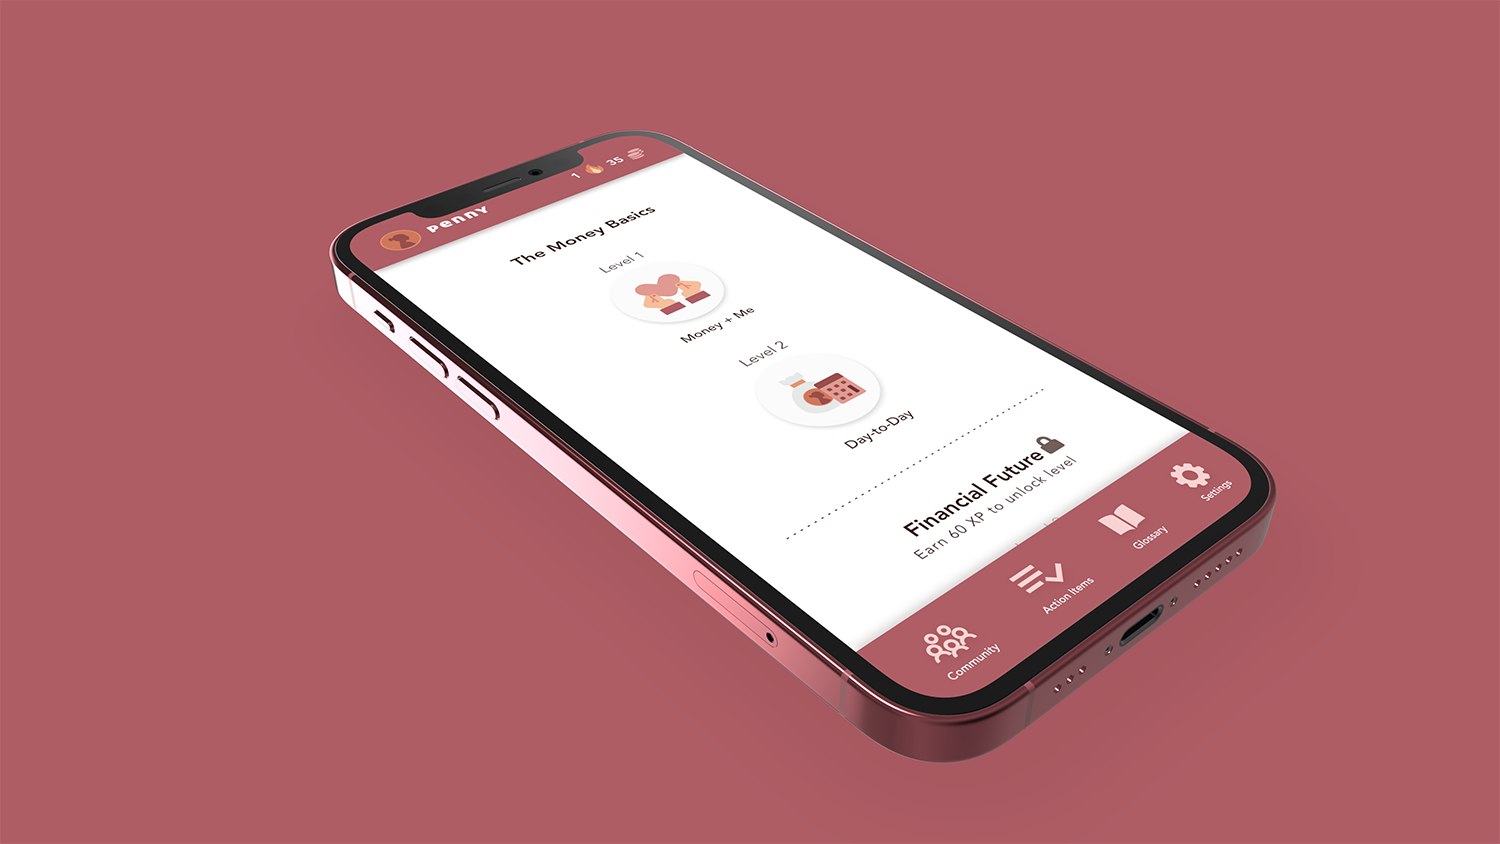 penny
1
35
The Money Basics
Level 1
Money + Me
Level 2
Day-to-Day
Financial Future
Earn 60 XP to unlock level
Community
Action Items
Glossary
Settings